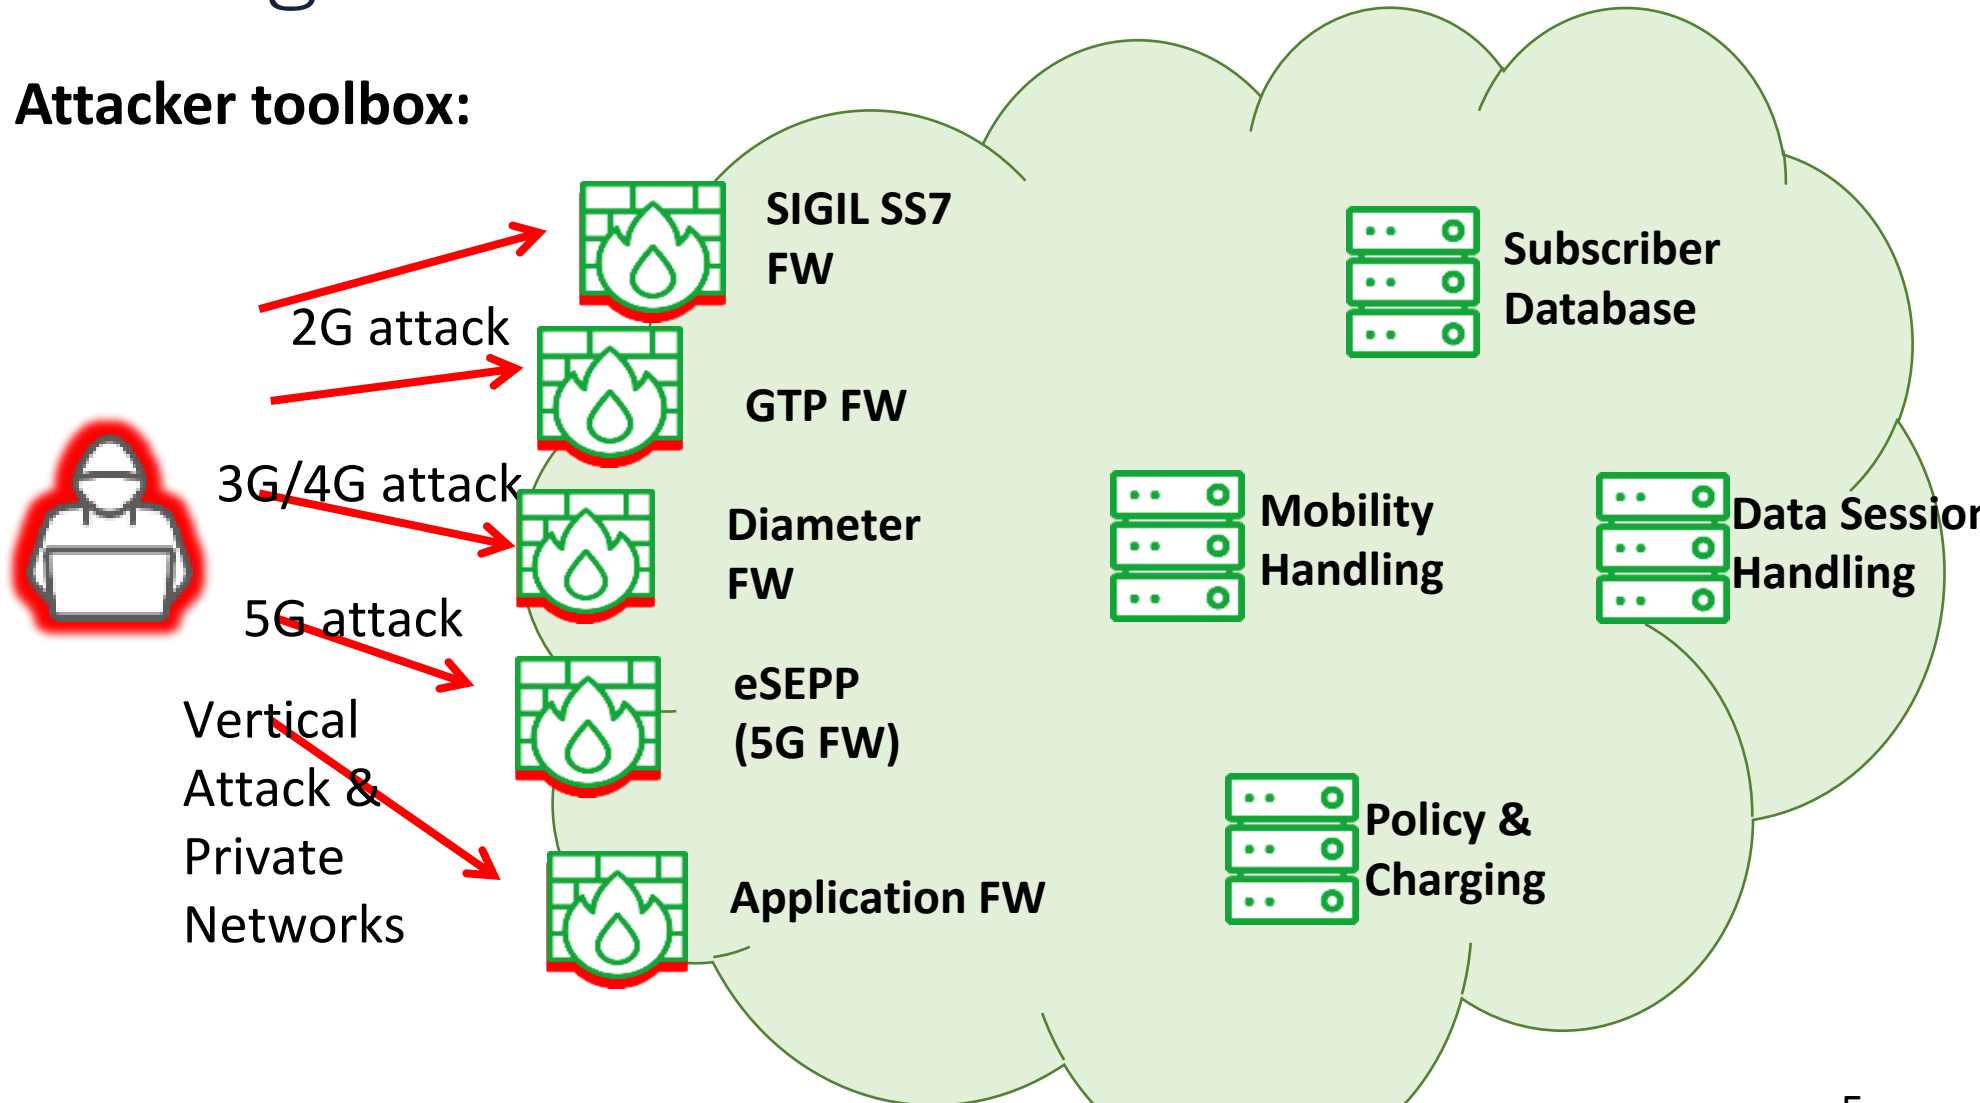 Attacker toolbox:
SIGIL SS7
FW
2G attack
GTP FW
3G/4G attack
Diameter
FW
5G attack
eSEPP
(5G FW)
Vertical
Attack &
Private
Networks
Application FW
Subscriber
Database
Mobility
Handling
Data Session
Handling
Policy &
Charging